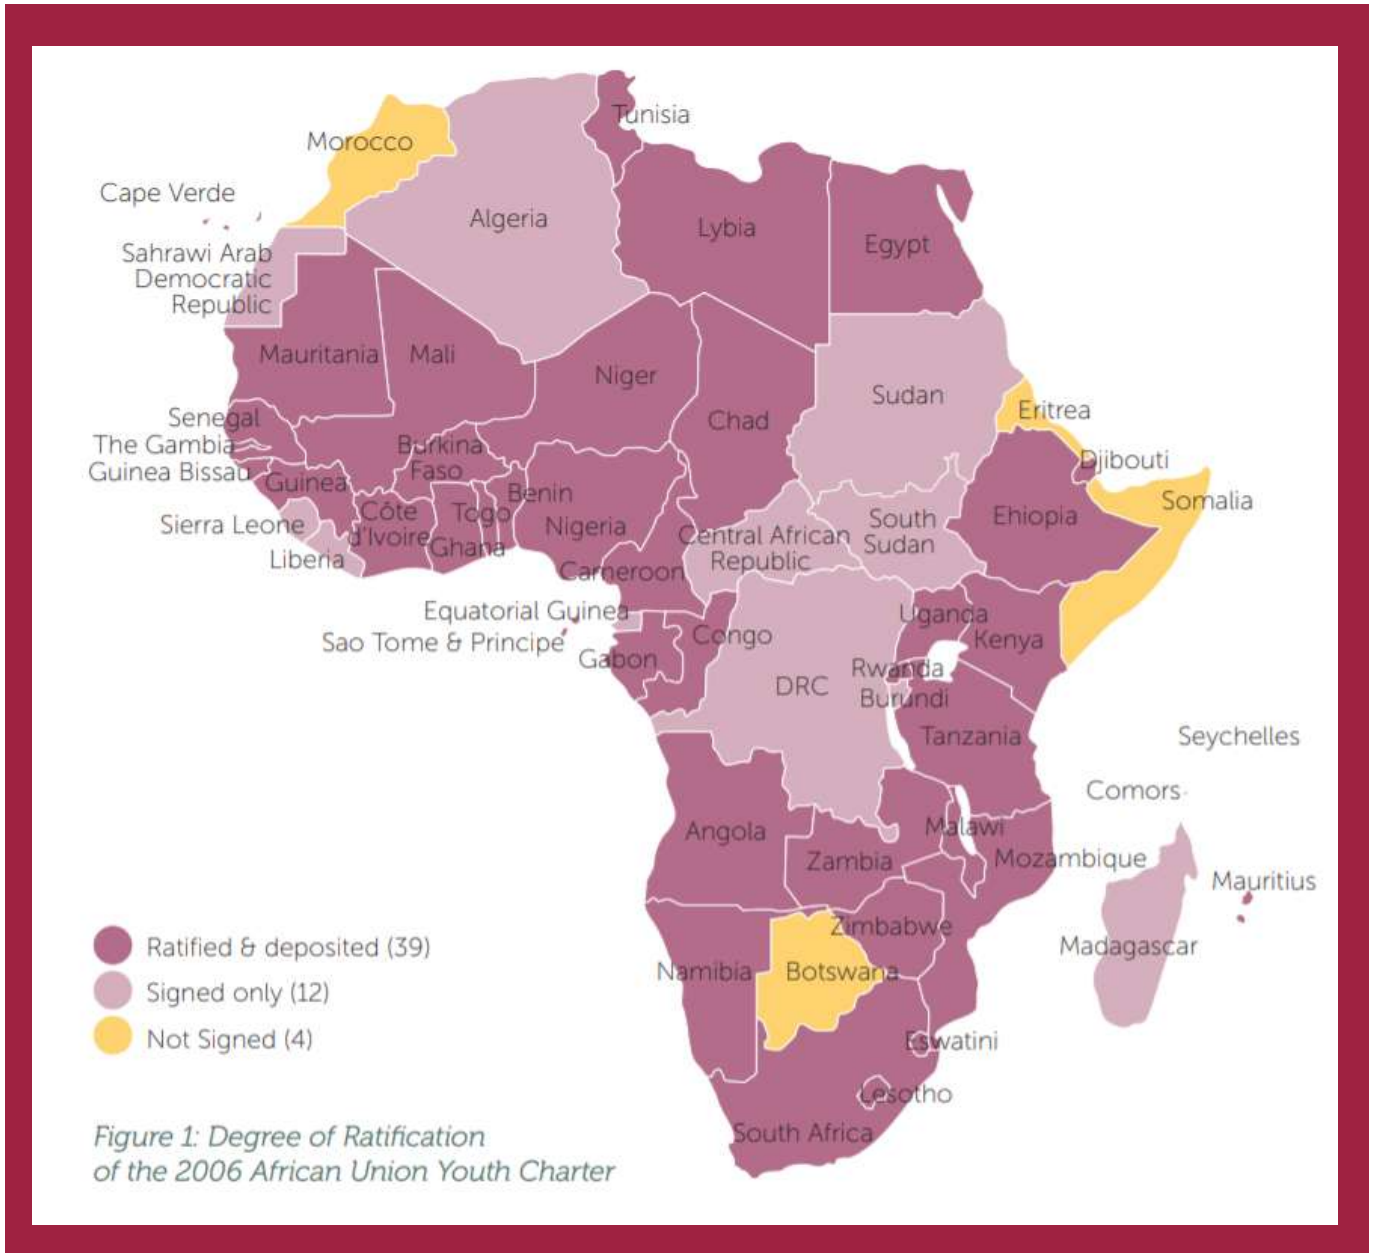 Tunisia
Morocco
Cape Verde
Algeria
Lybia
Egypt
Sahrawi Arab
Democratic
Republic
Mauritania
Mali
Niger
Chad
Sudan
Eritrea
Senegal
The Gambia
Guinea Bissau
Burkina
Faso
Djibouti
Somalia
Guinea
Benin
Côte
d'Ivoire
Togo
Ghana
Nigeria
Ehiopia
South
Sudan
Sierra Leone
Liberia
Central African
Republic
Cameroon
Equatorial Guinea
Sao Tome & Principe
Gabon
Congo
Uganda
Kenya
Rwanda
Burundi
DRC
Tanzania
Seychelles
Comors
Angola
Malawi
Zambia
Mozambique
Mauritius
Zimbabwe
Madagascar
Namibia
Botswana
Eswatini
Lesotho
South Africa
Ratified & deposited (39)
Signed only (12)
Not Signed (4)
Figure 1: Degree of Ratification
of the 2006 African Union Youth Charter